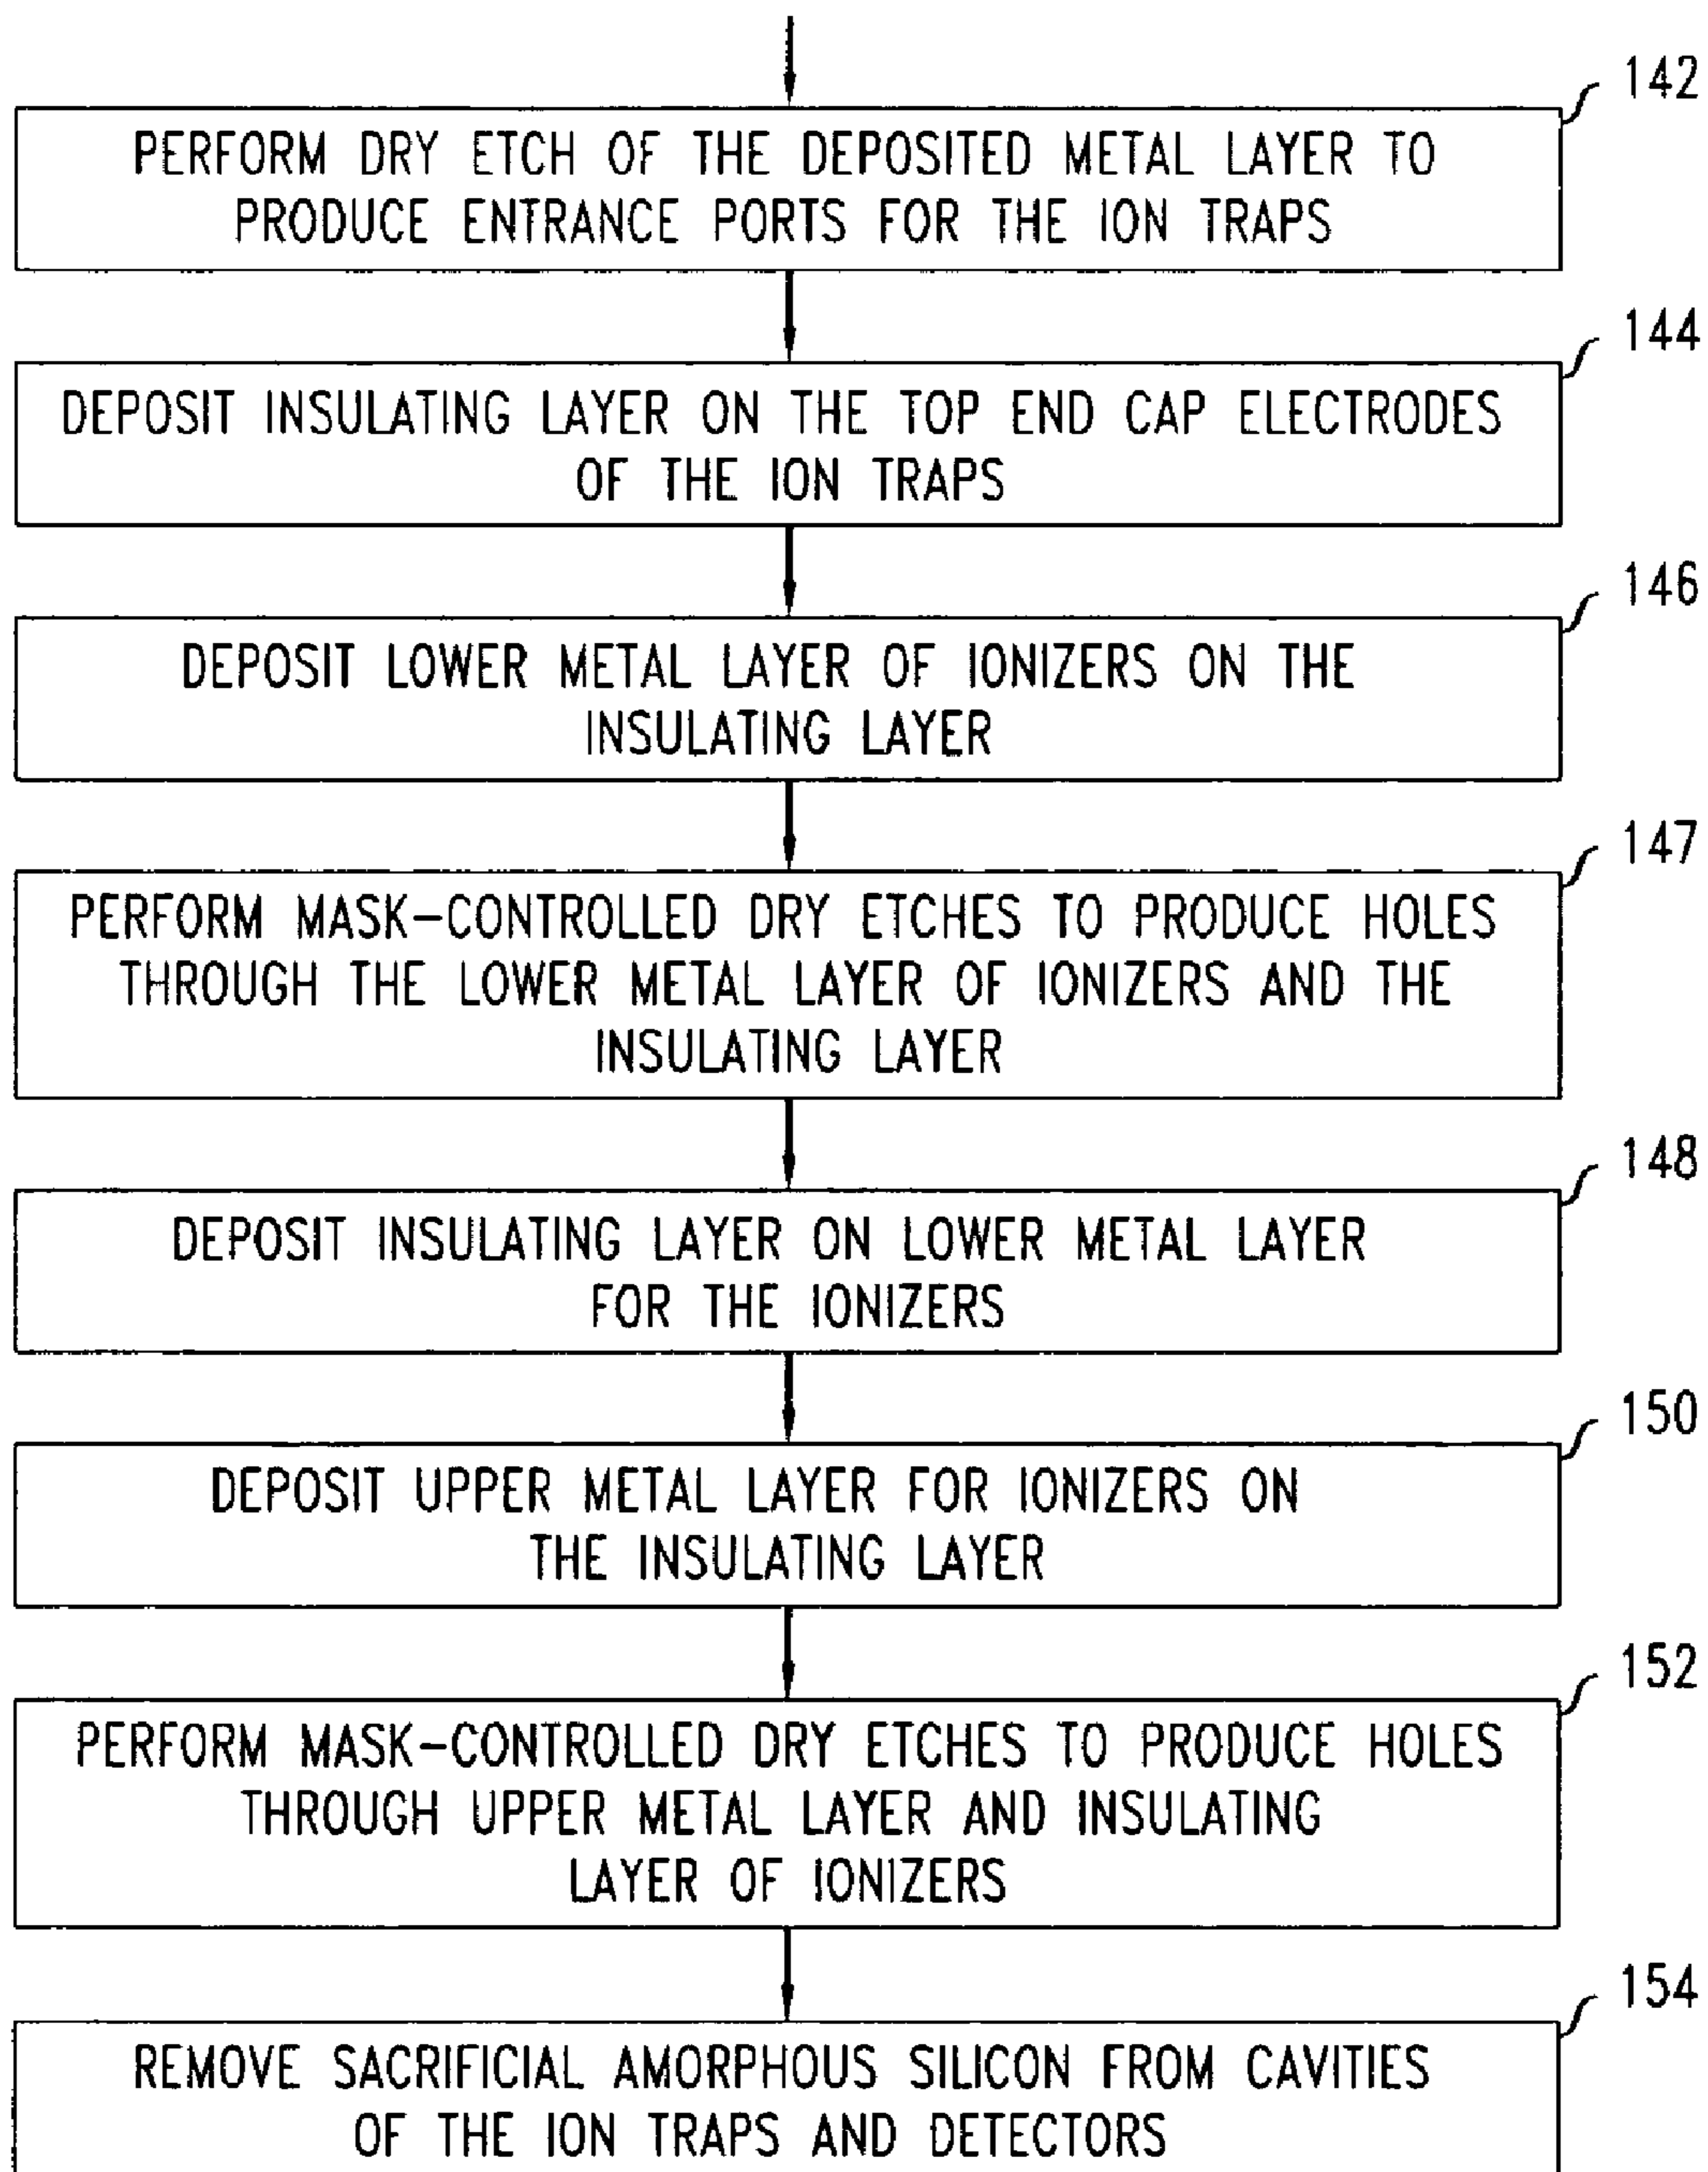 142
PERFORM DRY ETCH OF THE DEPOSITED METAL LAYER TO
PRODUCE ENTRANCE PORTS FOR THE ION TRAPS
144
DEPOSIT INSULATING LAYER ON THE TOP END CAP ELECTRODES
OF THE ION TRAPS
146
DEPOSIT LOWER METAL LAYER OF IONIZERS ON THE
INSULATING LAYER
147
PERFORM MASK-CONTROLLED DRY ETCHES TO PRODUCE HOLES
THROUGH THE LOWER METAL LAYER OF IONIZERS AND THE
INSULATING LAYER
148
DEPOSIT INSULATING LAYER ON LOWER METAL LAYER
FOR THE IONIZERS
150
DEPOSIT UPPER METAL LAYER FOR IONIZERS ON
THE INSULATING LAYER
152
PERFORM MASK-CONTROLLED DRY ETCHES TO PRODUCE HOLES
THROUGH UPPER METAL LAYER AND INSULATING
LAYER OF IONIZERS
154
REMOVE SACRIFICIAL AMORPHOUS SILICON FROM CAVITIES
OF THE ION TRAPS AND DETECTORS